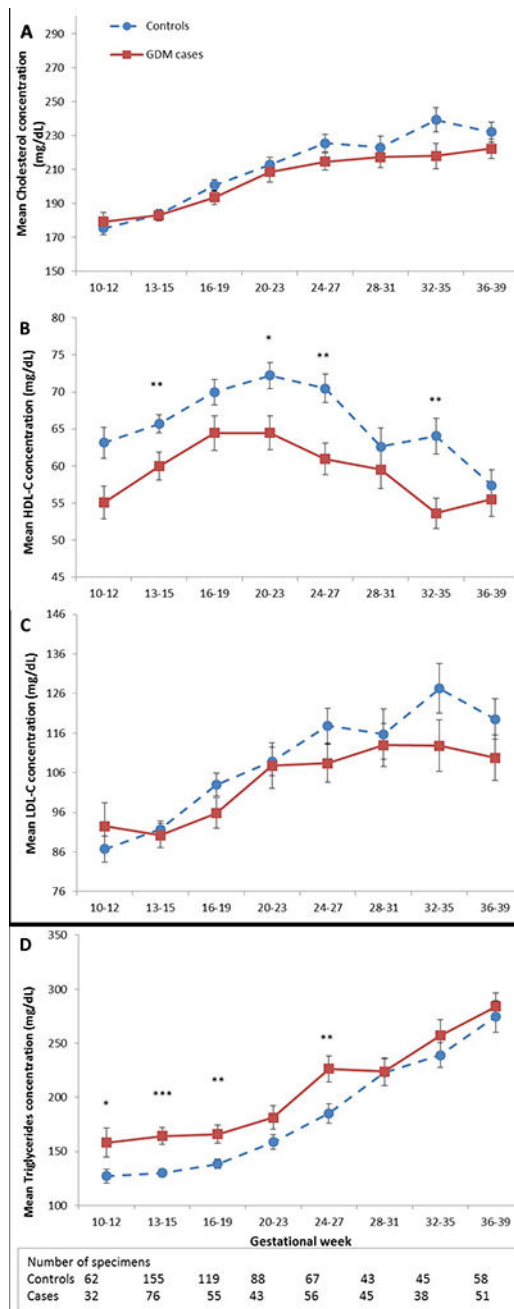 A
Controls
GDM cases
Mean Cholesterol concentration
(mg/dL)
290
270
250
230
210
190
170
150
10-12 13-15 16-19 20-23 24-27 28-31 32-35 36-39
B
Mean HDL-C concentration (mg/dL)
80
75
70
65
60
55
50
45
** * ** **
10-12 13-15 16-19 20-23 24-27 28-31 32-35 36-39
C
Mean LDL-C concentration (mg/dL)
146
136
126
116
106
96
86
76
10-12 13-15 16-19 20-23 24-27 28-31 32-35 36-39
D
Mean Triglycerides concentration (mg/dL)
350
300
250
200
150
100
* *** ** **
10-12 13-15 16-19 20-23 24-27 28-31 32-35 36-39
Gestational week
Number of specimens
Controls 62 155 119 88 67 43 45 58
Cases 32 76 55 43 56 45 38 51